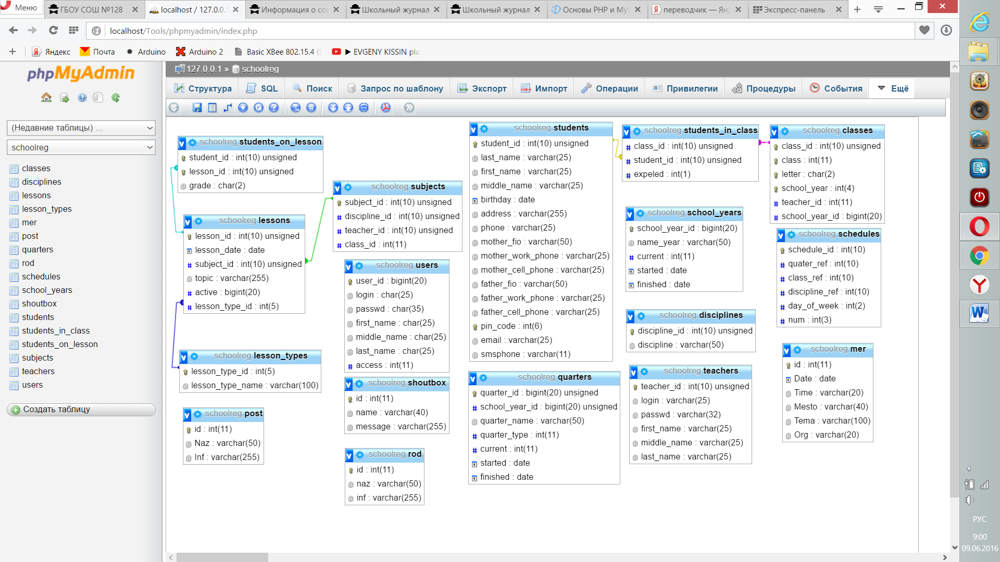 Меню
ГБОУ СОШ №128
localhost / 127.0.0.1
Информация о сов
Школьный журнал
Школьный журнал
Основы PHP и MyS
переводчик — Янд
Экспресс-панель
localhost/Tools/phpmyadmin/index.php
Яндекс
Почта
Arduino
Arduino 2
Basic XBee 802.15.4 (S
► EVGENY KISSIN pla
phpMyAdmin
(Недавние таблицы) ...
schoolreg
classes
disciplines
lessons
lesson_types
mer
post
quarters
rod
schedules
school_years
shoutbox
students
students_in_class
students_on_lesson
subjects
teachers
users
Создать таблицу
127.0.0.1 » schoolreg
Структура
SQL
Поиск
Запрос по шаблону
Экспорт
Импорт
Операции
Привилегии
Процедуры
События
Ещё
schoolreg students_on_lesson
student_id : int(10) unsigned
lesson_id : int(10) unsigned
grade : char(2)
schoolreg lessons
lesson_id : int(10) unsigned
lesson_date : date
subject_id : int(10) unsigned
topic : varchar(255)
active : bigint(20)
lesson_type_id : int(5)
schoolreg lesson_types
lesson_type_id : int(5)
lesson_type_name : varchar(100)
schoolreg post
id : int(11)
Naz : varchar(50)
Inf : varchar(255)
schoolreg subjects
subject_id : int(10) unsigned
discipline_id : int(10) unsigned
teacher_id : int(10) unsigned
class_id : int(11)
schoolreg users
user_id : bigint(20)
login : char(25)
passwd : char(35)
first_name : char(25)
middle_name : char(25)
last_name : char(25)
access : int(11)
schoolreg shoutbox
id : int(11)
name : varchar(40)
message : varchar(255)
schoolreg rod
id : int(11)
naz : varchar(50)
inf : varchar(255)
schoolreg students
student_id : int(10) unsigned
last_name : varchar(25)
first_name : varchar(25)
middle_name : varchar(25)
birthday : date
address : varchar(255)
phone : varchar(25)
mother_fio : varchar(50)
mother_work_phone : varchar(25)
mother_cell_phone : varchar(25)
father_fio : varchar(50)
father_work_phone : varchar(25)
father_cell_phone : varchar(25)
pin_code : int(6)
email : varchar(25)
smsphone : varchar(11)
schoolreg quarters
quarter_id : bigint(20) unsigned
school_year_id : bigint(20) unsigned
quarter_name : varchar(50)
quarter_type : int(11)
current : int(11)
started : date
finished : date
schoolreg students_in_class
class_id : int(10) unsigned
student_id : int(10) unsigned
expeled : int(1)
schoolreg school_years
school_year_id : bigint(20)
name_year : varchar(50)
current : int(11)
started : date
finished : date
schoolreg disciplines
discipline_id : int(10) unsigned
discipline : varchar(50)
schoolreg teachers
teacher_id : int(10) unsigned
login : varchar(25)
passwd : varchar(32)
first_name : varchar(25)
middle_name : varchar(25)
last_name : varchar(25)
schoolreg classes
class_id : int(10) unsigned
class : int(11)
letter : char(2)
school_year : int(4)
teacher_id : int(11)
school_year_id : bigint(20)
schoolreg schedules
schedule_id : int(10)
quater_ref : int(10)
class_ref : int(10)
discipline_ref : int(10)
day_of_week : int(2)
num : int(3)
schoolreg mer
id : int(11)
Date : date
Time : varchar(20)
Mesto : varchar(40)
Tema : varchar(100)
Org : varchar(20)
DOC
РУС
9:00
09.06.2016